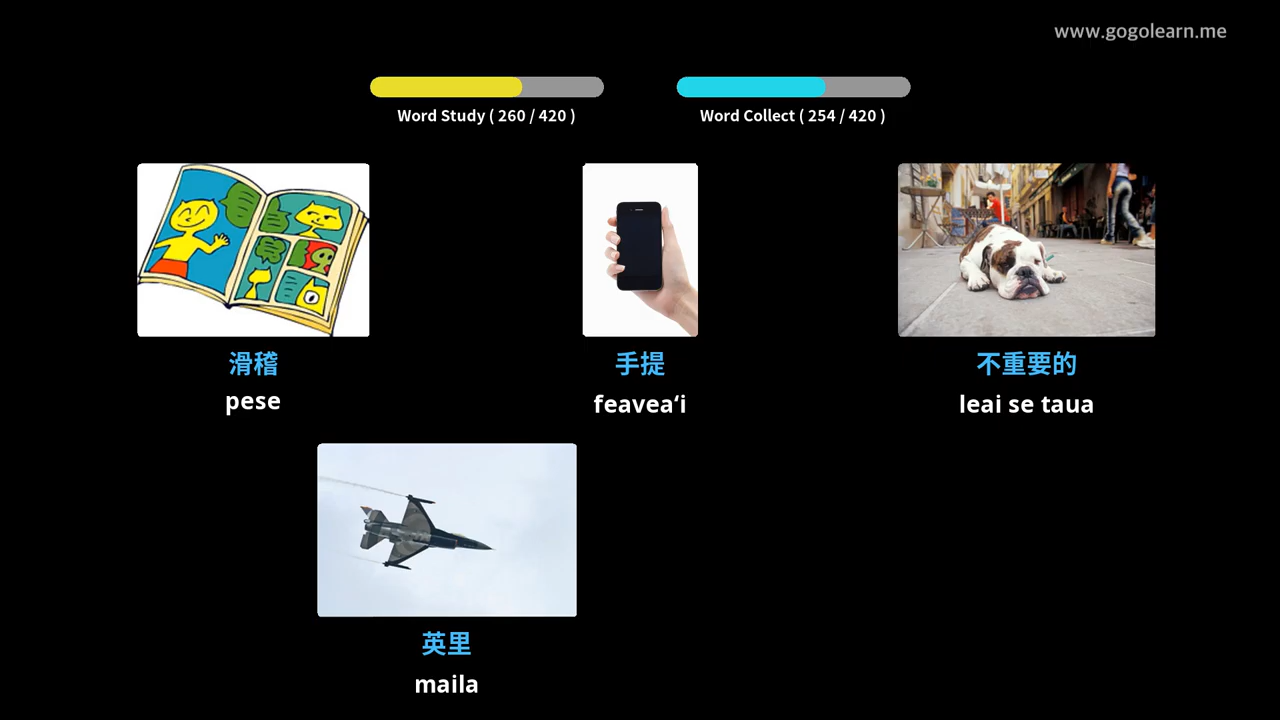 www.gogolearn.me
Word Study ( 260 / 420 )
Word Collect ( 254 / 420 )
滑稽
pese
手提
feavea‘i
不重要的
leai se taua
英里
maila